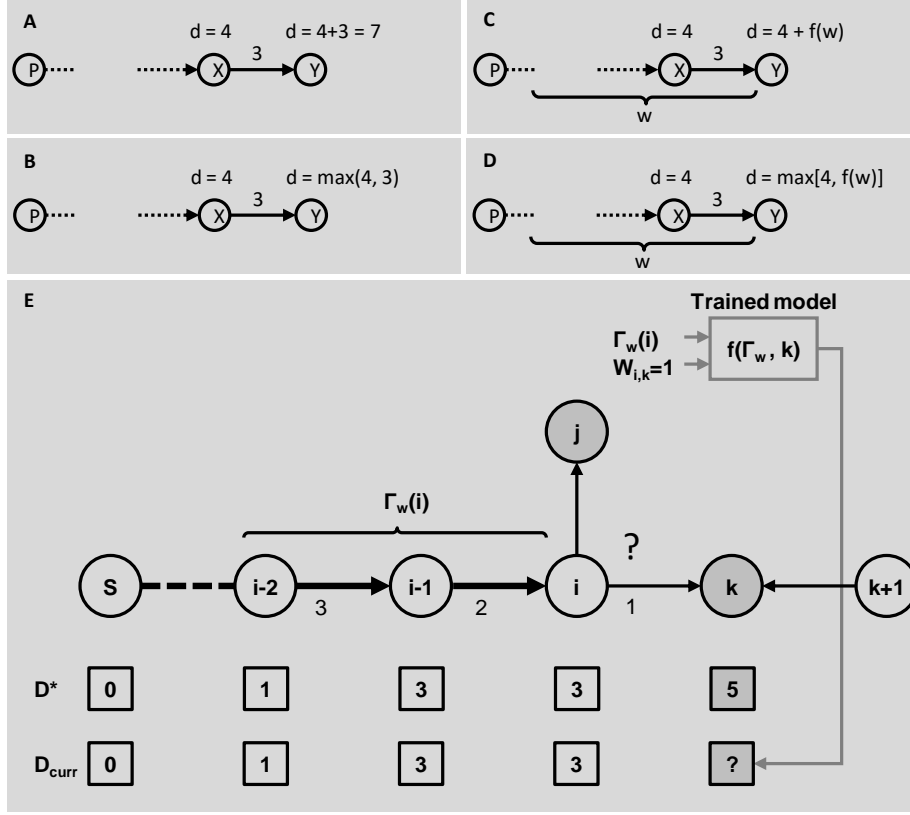 A
d = 4 d = 4+3 = 7
3
P X Y
B
d = 4 d = max(4, 3)
3
P X Y
C
d = 4 d = 4 + f(w)
3
P X Y
w
D
d = 4 d = max[4, f(w)]
3
P X Y
w
E
Trained model
Γw(i)
Wi,k=1
f(Γw , k)
j
Γw(i)
?
S i-2 i-1 i k k+1
3 2 1
D* 0 1 3 3 5
Dcurr 0 1 3 3 ?